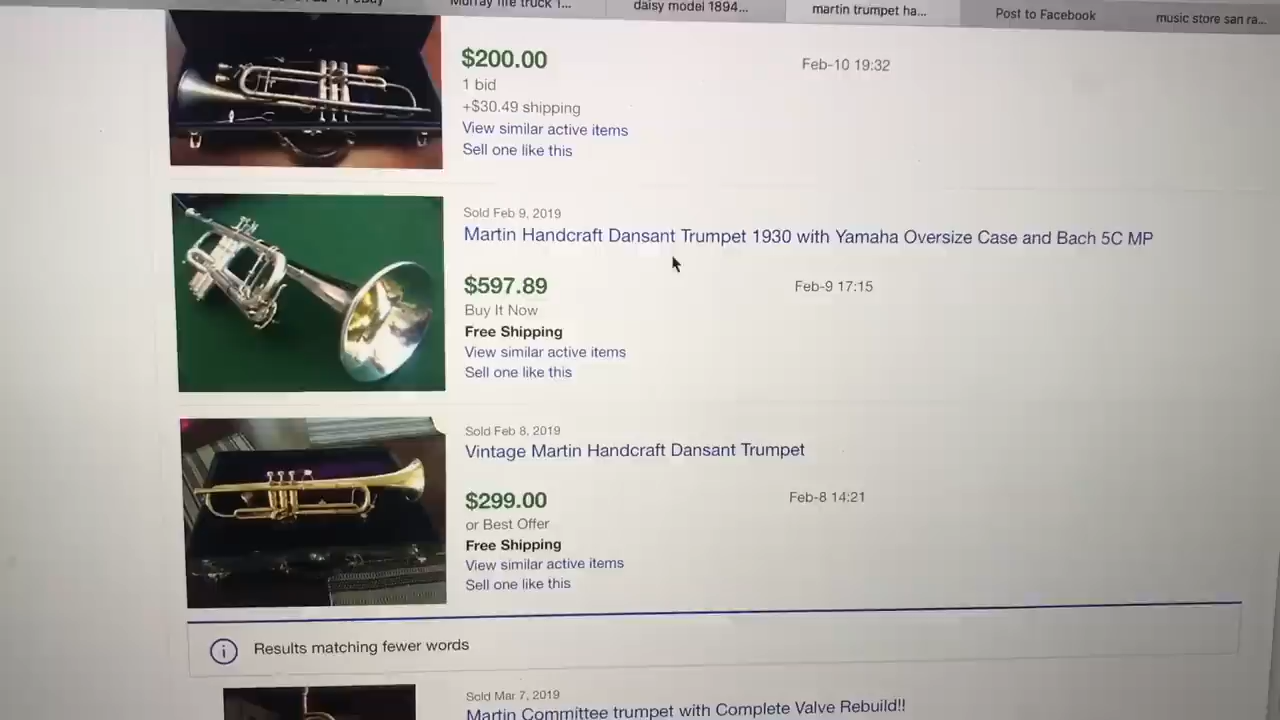 eBay
Murray fire truck 1...
daisy model 1894...
martin trumpet ha...
Post to Facebook
music store san ra...
$200.00
Feb-10 19:32
1 bid
+$30.49 shipping
View similar active items
Sell one like this
Sold Feb 9, 2019
Martin Handcraft Dansant Trumpet 1930 with Yamaha Oversize Case and Bach 5C MP
$597.89
Feb-9 17:15
Buy It Now
Free Shipping
View similar active items
Sell one like this
Sold Feb 8, 2019
Vintage Martin Handcraft Dansant Trumpet
$299.00
Feb-8 14:21
or Best Offer
Free Shipping
View similar active items
Sell one like this
Results matching fewer words
Sold Mar 7, 2019
Martin Committee trumpet with Complete Valve Rebuild!!